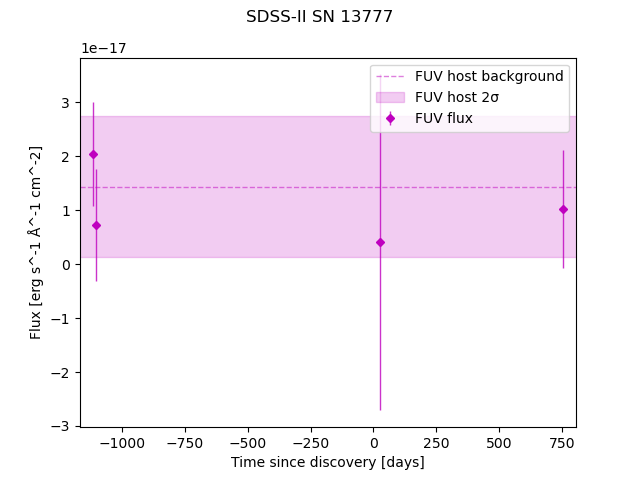 SDSS-II SN 13777
1e−17
FUV host background
FUV host 2σ
FUV flux
3
2
1
0
−1
−2
−3
Flux [erg s^-1 Å^-1 cm^-2]
−1000 −750 −500 −250 0 250 500 750
Time since discovery [days]